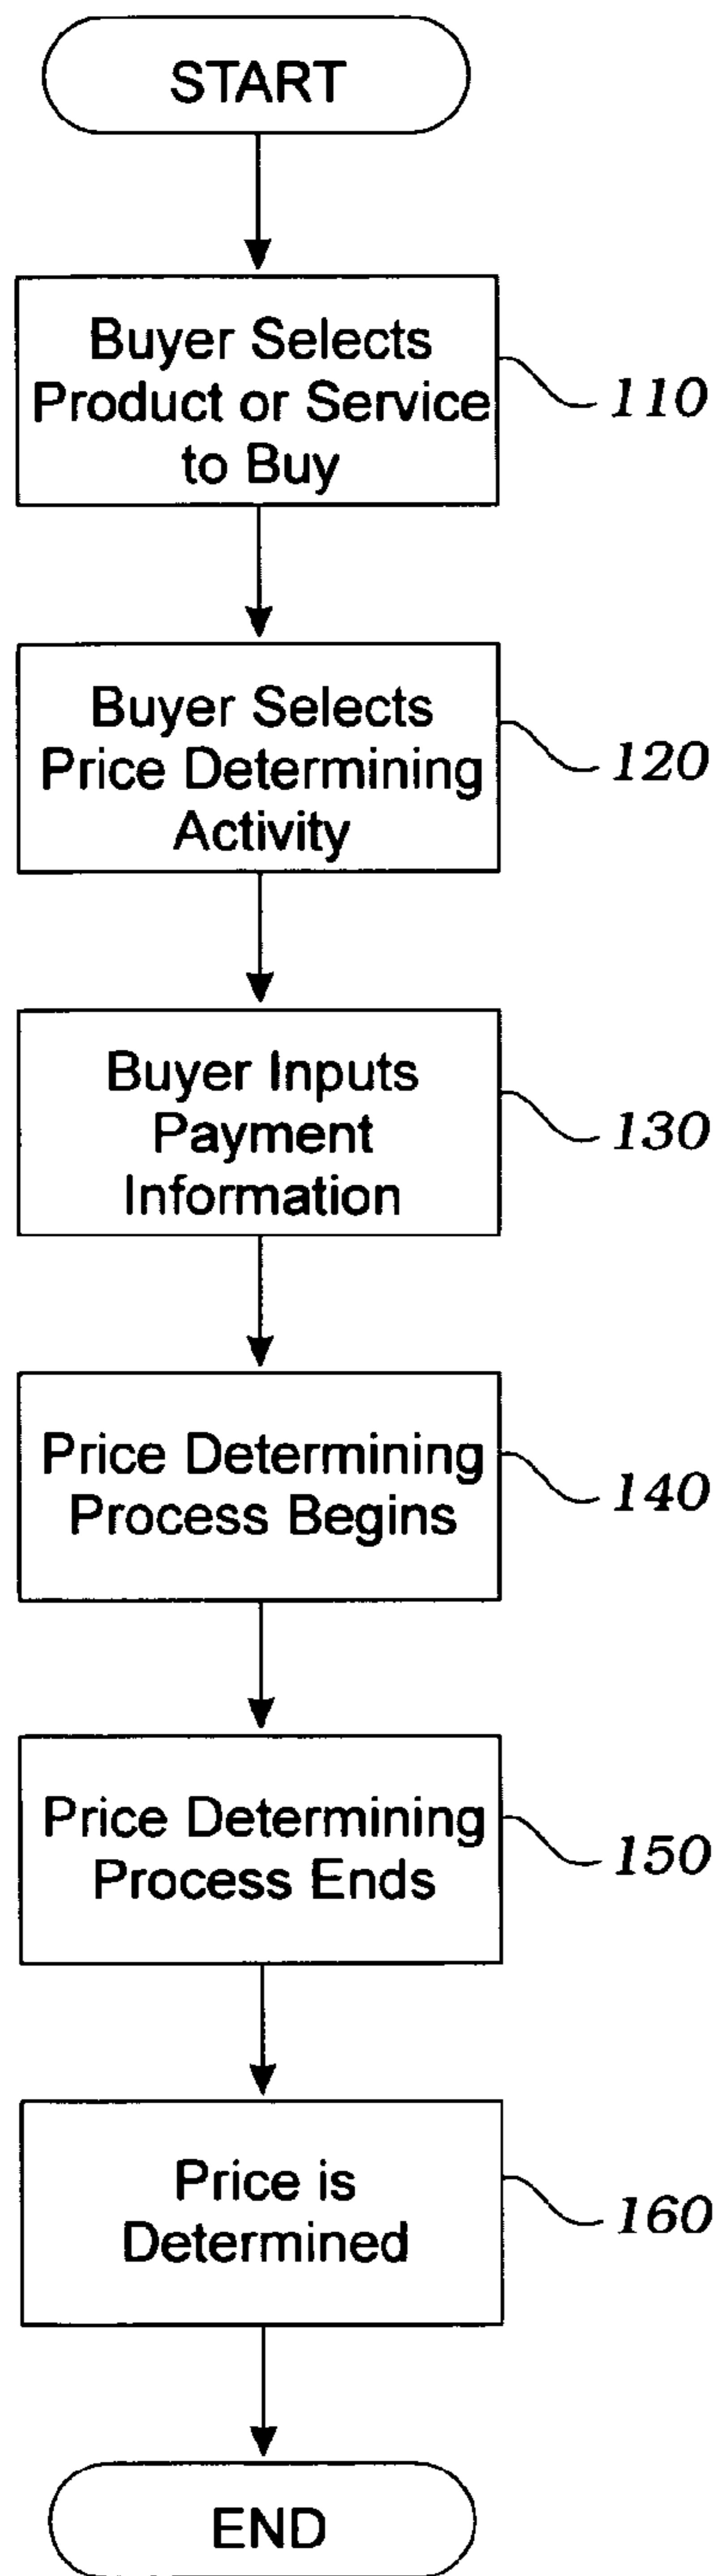 START
Buyer Selects
Product or Service
to Buy
110
Buyer Selects
Price Determining
Activity
120
Buyer Inputs
Payment
Information
130
Price Determining
Process Begins
140
Price Determining
Process Ends
150
Price is
Determined
160
END